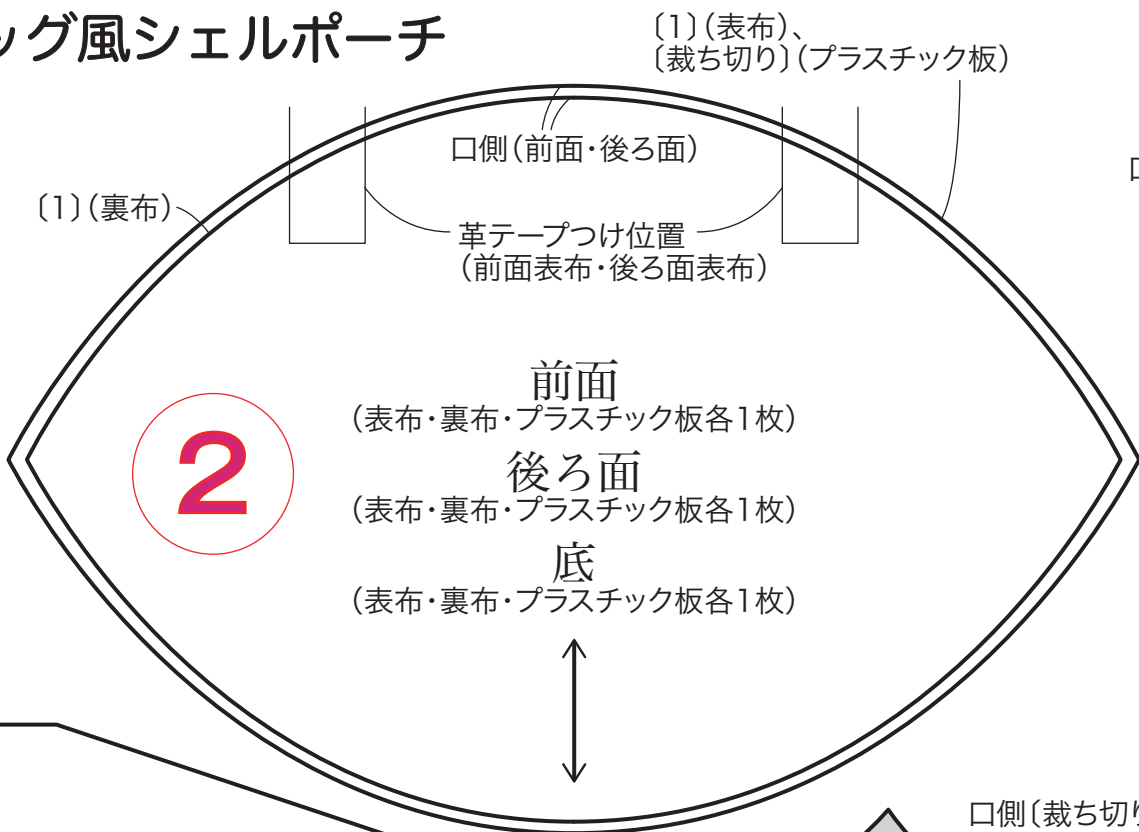 ッグ風シェルポーチ
〔1〕(表布)、
〔裁ち切り〕(プラスチック板)
口側(前面・後ろ面)
〔1〕(裏布)
革テープつけ位置
(前面表布・後ろ面表布)
前面
(表布・裏布・プラスチック板各1枚)
後ろ面
(表布・裏布・プラスチック板各1枚)
底
(表布・裏布・プラスチック板各1枚)
2
口側〔裁ち切り